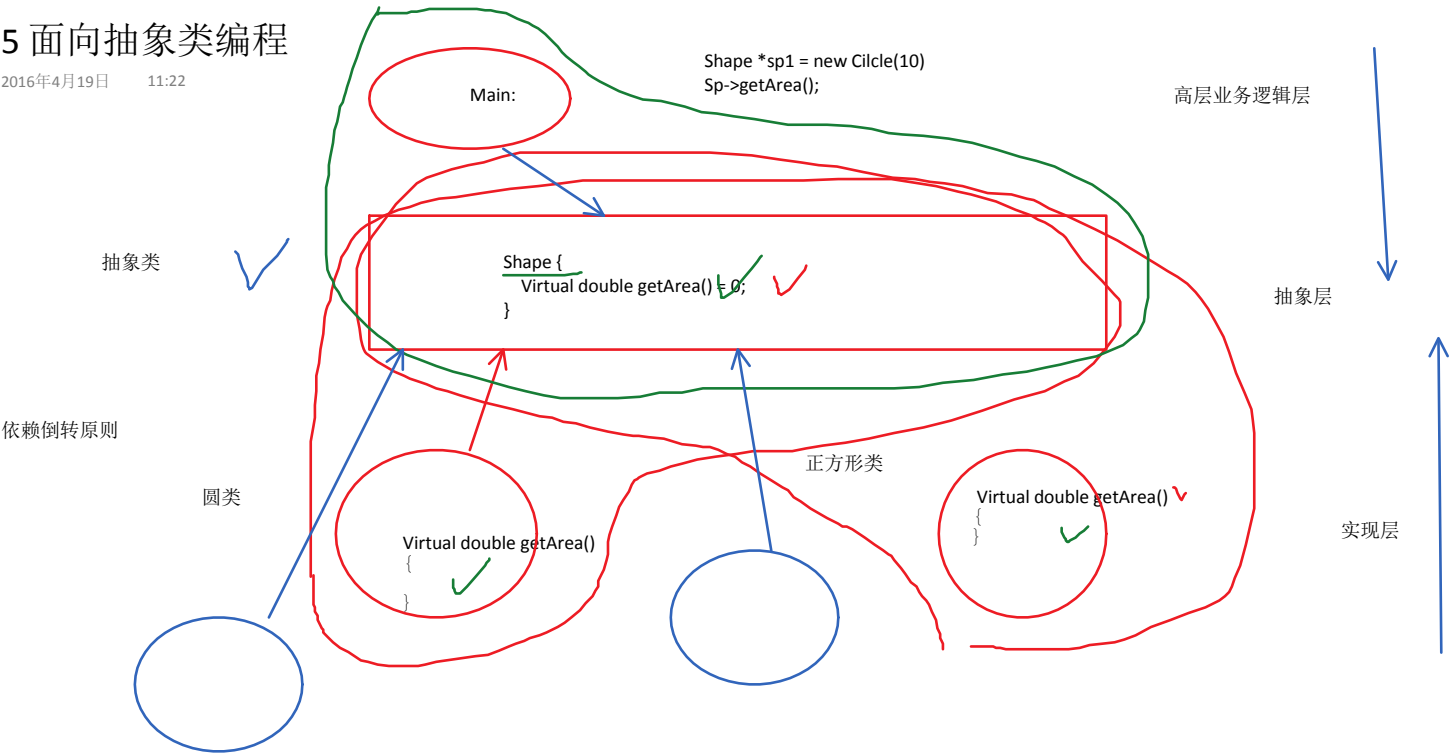 5 面向抽象类编程
2016年4月19日 11:22
Shape *sp1 = new Cilcle(10)
Sp->getArea();
Main:
高层业务逻辑层
抽象类
Shape {
Virtual double getArea() = 0;
}
抽象层
依赖倒转原则
正方形类
圆类
Virtual double getArea()
{
}
实现层
Virtual double getArea()
{
}